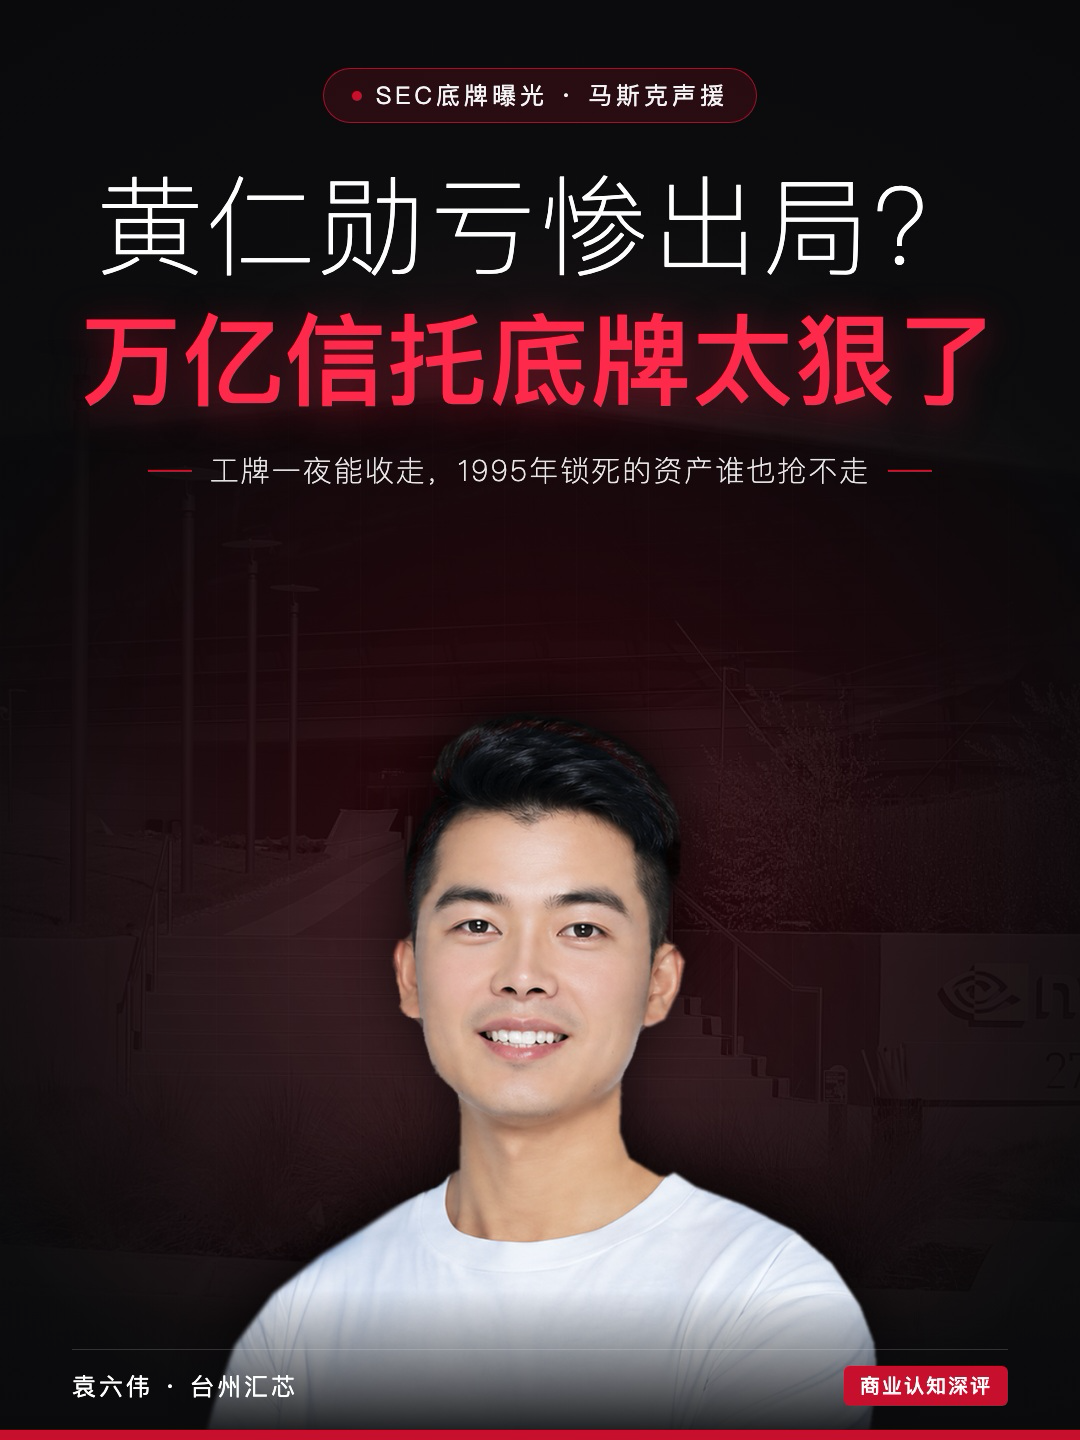 SEC底牌曝光 · 马斯克声援
黄仁勋亏惨出局?
万亿信托底牌太狠了
工牌一夜能收走，1995年锁死的资产谁也抢不走
n
27
袁六伟 · 台州汇芯
商业认知深评